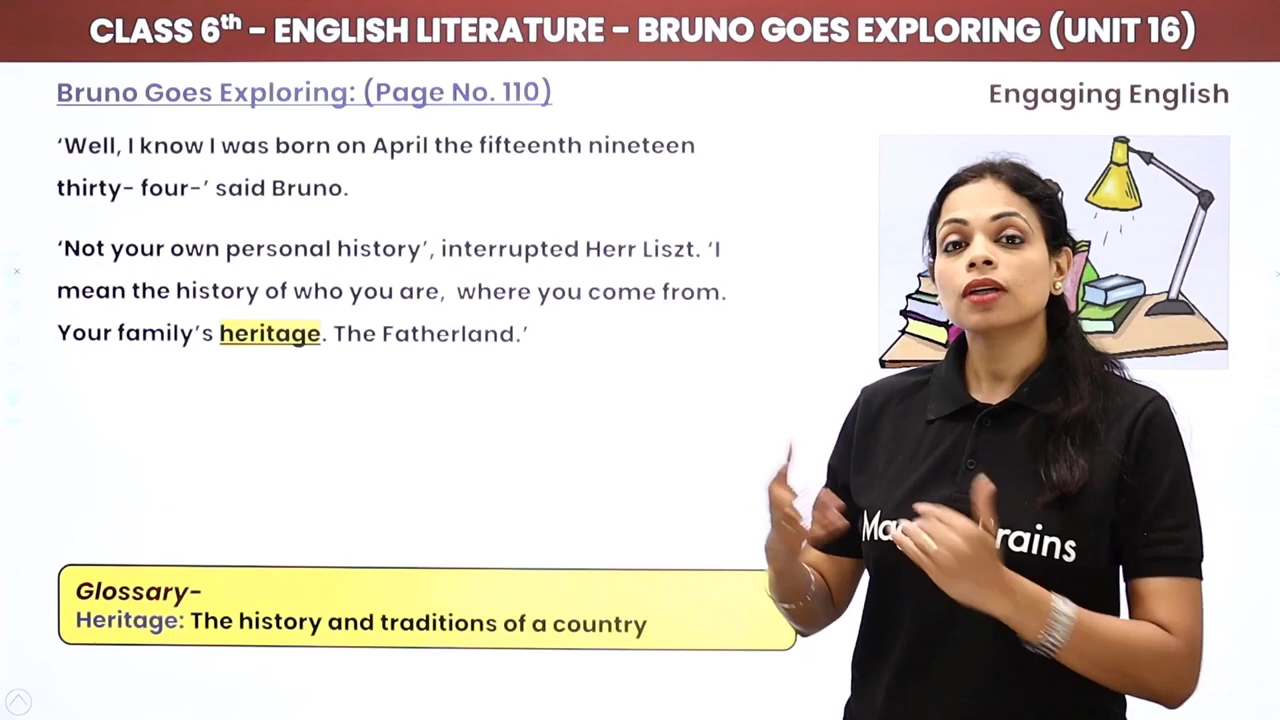 CLASS 6th – ENGLISH LITERATURE – BRUNO GOES EXPLORING (UNIT 16)
Bruno Goes Exploring: (Page No. 110)
Engaging English
‘Well, I know I was born on April the fifteenth nineteen
thirty- four-’ said Bruno.
‘Not your own personal history’, interrupted Herr Liszt. ‘I
mean the history of who you are, where you come from.
Your family’s heritage. The Fatherland.’
Glossary-
Heritage: The history and traditions of a country